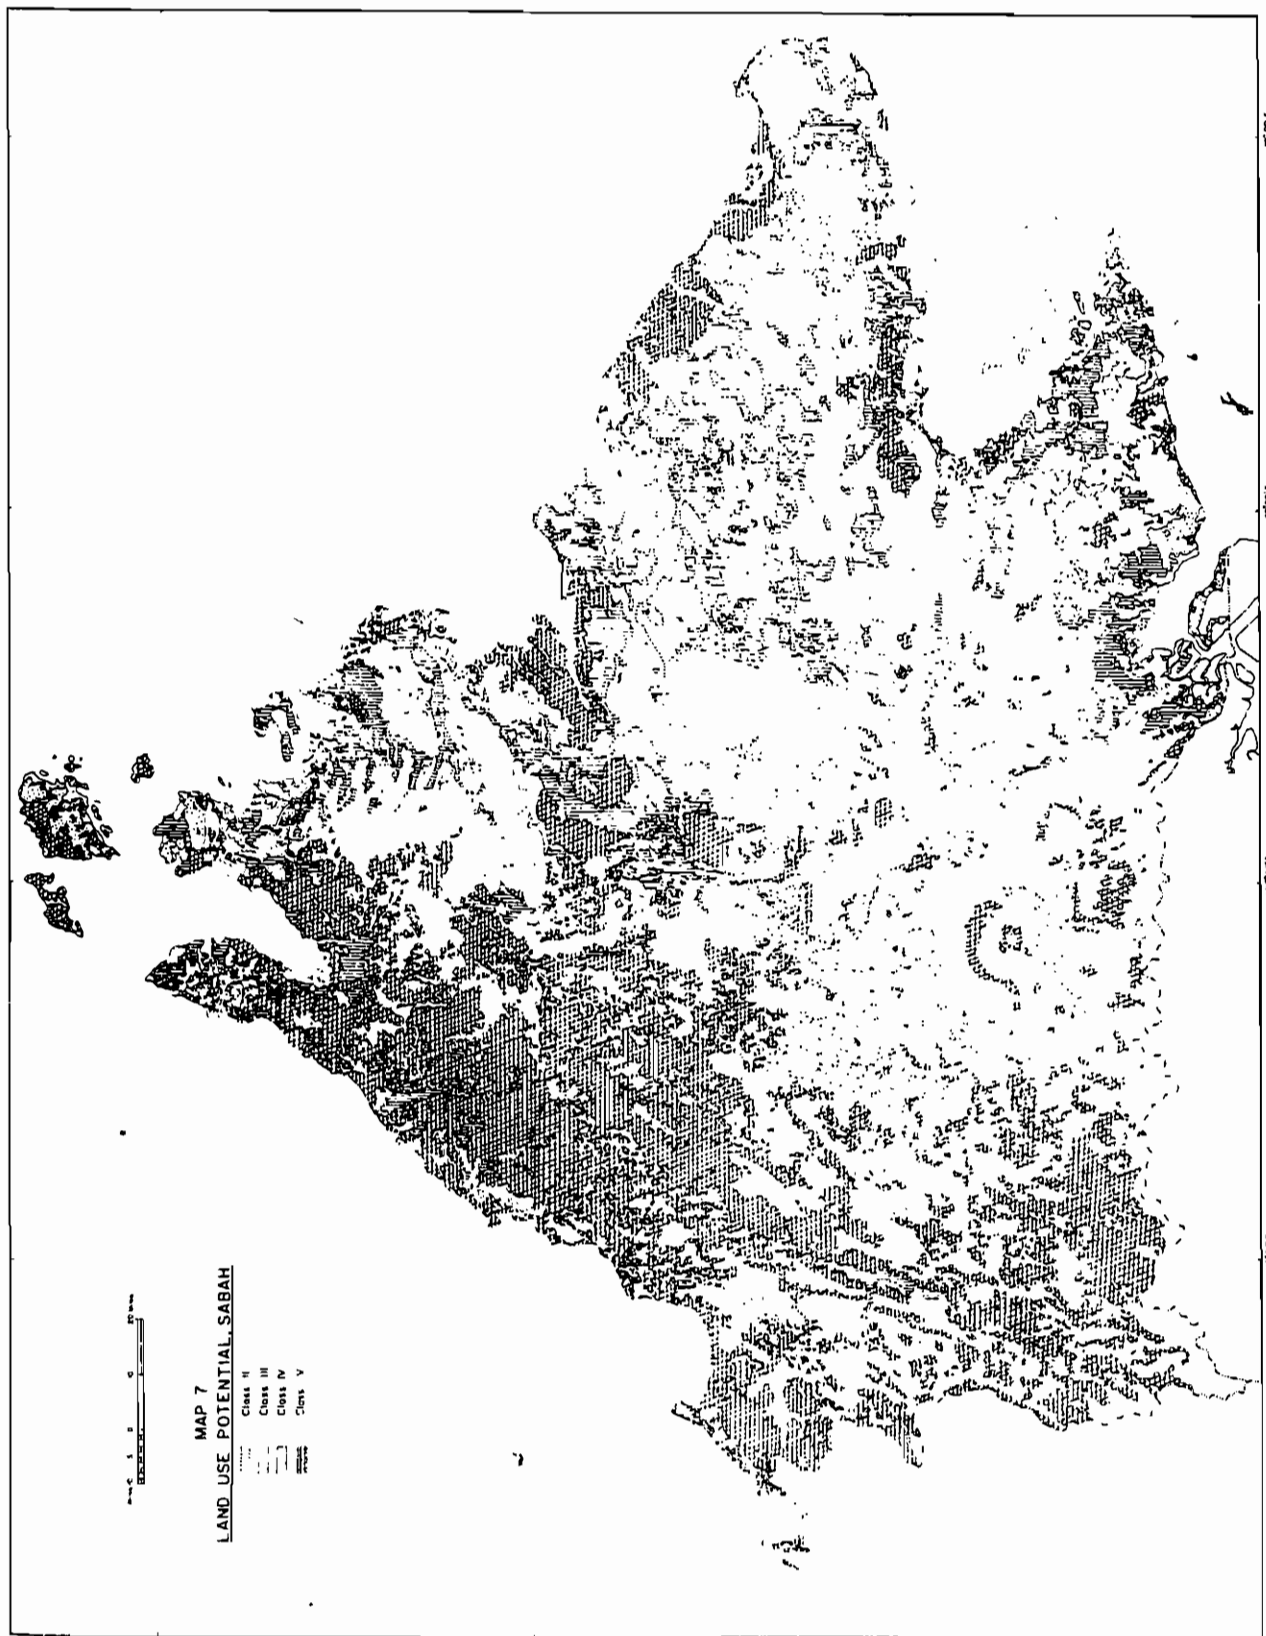 MAP 7
LAND USE POTENTIAL, SABAH
Class II
Class III
Class IV
Class V